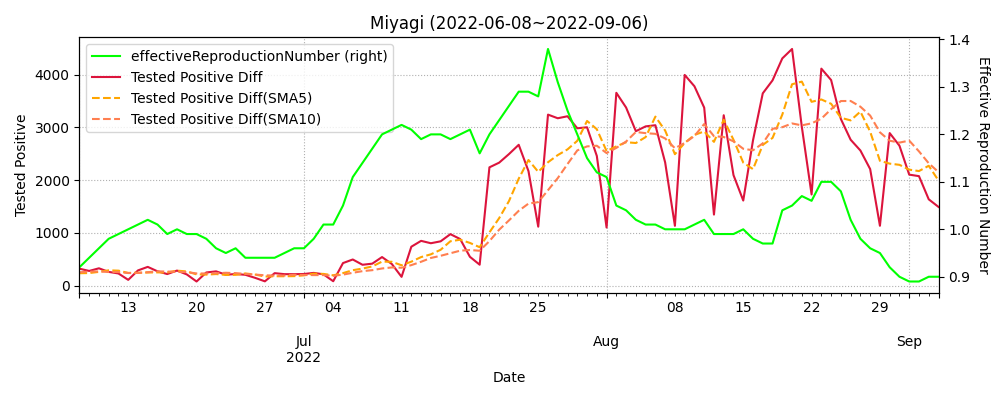 Miyagi (2022-06-08~2022-09-06)
effectiveReproductionNumber (right)
Tested Positive Diff
Tested Positive Diff(SMA5)
Tested Positive Diff(SMA10)
Tested Positive
4000
3000
2000
1000
0
1.4
1.3
1.2
1.1
1.0
0.9
Effective Reproduction Number
13 20 27 04 11 18 25 08 15 22 29
Jul Aug Sep
2022
Date